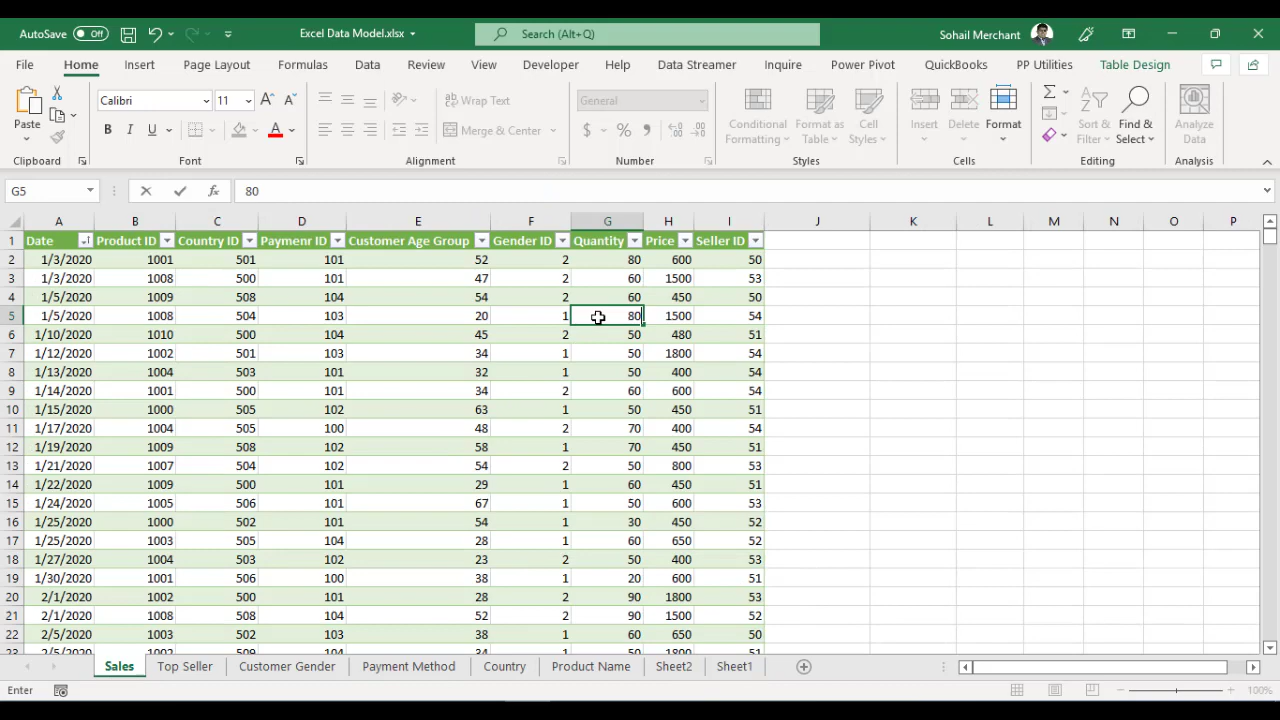 AutoSave Off Excel Data Model.xlsx Search (Alt+Q) Sohail Merchant
File Home Insert Page Layout Formulas Data Review View Developer Help Data Streamer Inquire Power Pivot QuickBooks PP Utilities Table Design
Calibri 11 Wrap Text General
Paste B I U A Merge & Center $ % Conditional Formatting Format as Table Cell Styles Insert Delete Format Sort & Filter Find & Select Analyze Data
Clipboard Font Alignment Number Styles Cells Editing Analysis
G5 fx 80
A B C D E F G H I J K L M N O P
1 Date Product ID Country ID Paymenr ID Customer Age Group Gender ID Quantity Price Seller ID
2 1/3/2020 1001 501 101 52 2 80 600 50
3 1/3/2020 1008 500 101 47 2 60 1500 53
4 1/5/2020 1009 508 104 54 2 60 450 50
5 1/5/2020 1008 504 103 20 1 80 1500 54
6 1/10/2020 1010 500 104 45 2 50 480 51
7 1/12/2020 1002 501 103 34 1 50 1800 54
8 1/13/2020 1004 503 101 32 1 50 400 54
9 1/14/2020 1001 500 101 34 2 60 600 54
10 1/15/2020 1000 505 102 63 1 50 450 51
11 1/17/2020 1004 505 100 48 2 70 400 54
12 1/19/2020 1009 508 102 58 1 70 450 51
13 1/21/2020 1007 504 102 54 2 50 800 53
14 1/22/2020 1009 500 101 29 1 60 450 51
15 1/24/2020 1005 506 101 67 1 50 600 53
16 1/25/2020 1000 502 101 54 1 30 450 52
17 1/25/2020 1003 505 104 28 1 60 650 52
18 1/27/2020 1004 503 102 23 2 50 400 53
19 1/30/2020 1001 506 100 38 1 20 600 51
20 2/1/2020 1002 500 101 28 2 90 1800 53
21 2/1/2020 1008 508 104 52 2 90 1500 52
22 2/5/2020 1003 502 103 38 1 60 650 50
Sales Top Seller Customer Gender Payment Method Country Product Name Sheet2 Sheet1
Enter 100%